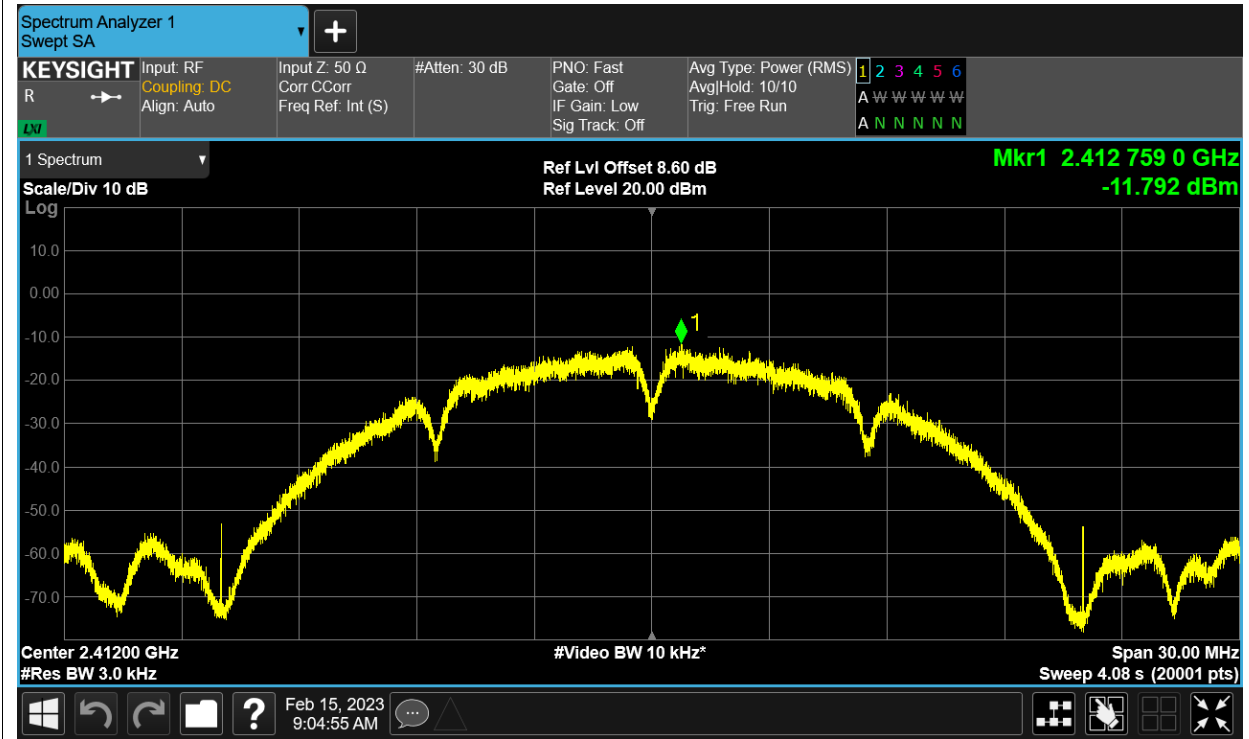 Spectrum Analyzer 1
Swept SA
+
KEYSIGHT Input: RF Input Z: 50 Ω #Atten: 30 dB PNO: Fast Avg Type: Power (RMS) 1 2 3 4 5 6
R Coupling: DC Corr CCorr Gate: Off Avg|Hold: 10/10 A W W W W W
Align: Auto Freq Ref: Int (S) IF Gain: Low Trig: Free Run
LXI Sig Track: Off A N N N N N
1 Spectrum Ref Lvl Offset 8.60 dB Mkr1 2.412 759 0 GHz
Scale/Div 10 dB Ref Level 20.00 dBm -11.792 dBm
Log
10.0
0.00
1
-10.0
-20.0
-30.0
-40.0
-50.0
-60.0
-70.0
Center 2.41200 GHz #Video BW 10 kHz* Span 30.00 MHz
#Res BW 3.0 kHz Sweep 4.08 s (20001 pts)
? Feb 15, 2023
9:04:55 AM